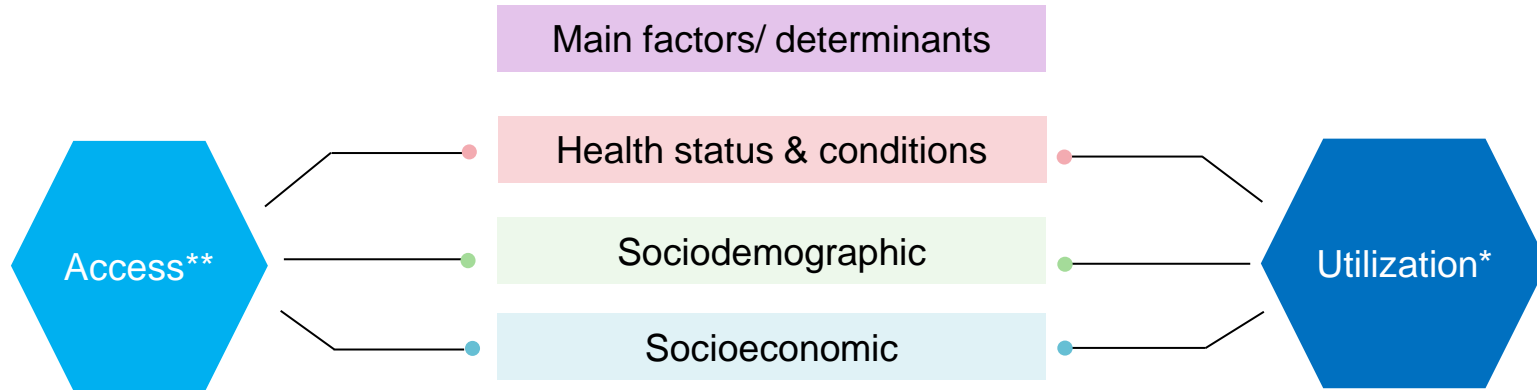 Main factors/ determinants
Health status & conditions
Access**
Sociodemographic
Utilization*
Socioeconomic